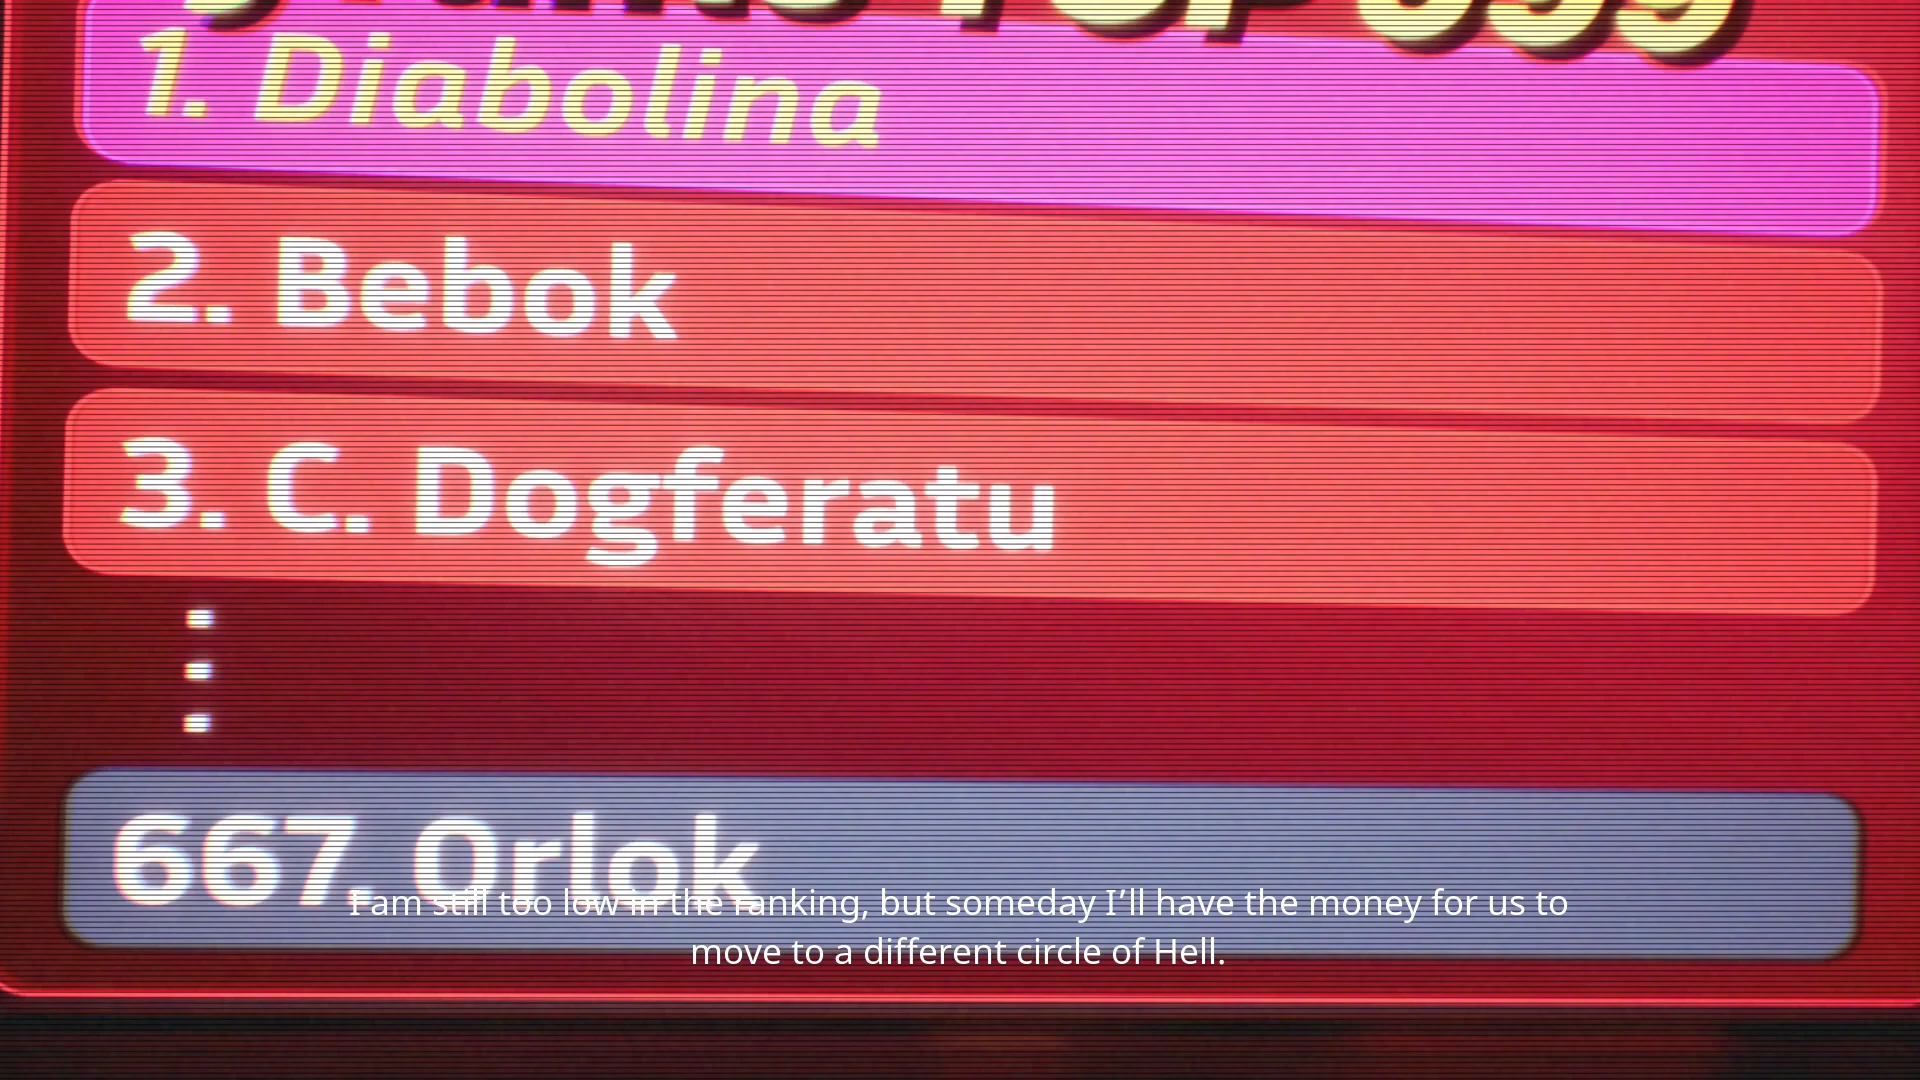 1. Diabolina
2. Bebok
3. C. Dogferatu
667. Orlok
I am still too low in the ranking, but someday I’ll have the money for us to
move to a different circle of Hell.